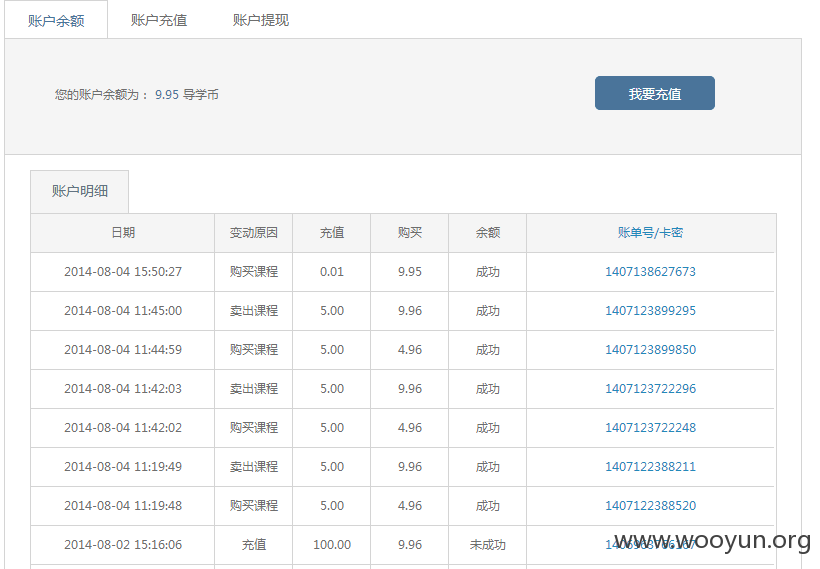 账户余额 账户充值 账户提现
您的账户余额为： 9.95 导学币 我要充值
账户明细
日期 变动原因 充值 购买 余额 账单号/卡密
2014-08-04 15:50:27 购买课程 0.01 9.95 成功 1407138627673
2014-08-04 11:45:00 卖出课程 5.00 9.96 成功 1407123899295
2014-08-04 11:44:59 购买课程 5.00 4.96 成功 1407123899850
2014-08-04 11:42:03 卖出课程 5.00 9.96 成功 1407123722296
2014-08-04 11:42:02 购买课程 5.00 4.96 成功 1407123722248
2014-08-04 11:19:49 卖出课程 5.00 9.96 成功 1407122388211
2014-08-04 11:19:48 购买课程 5.00 4.96 成功 1407122388520
2014-08-02 15:16:06 充值 100.00 9.96 未成功
www.wooyun.org